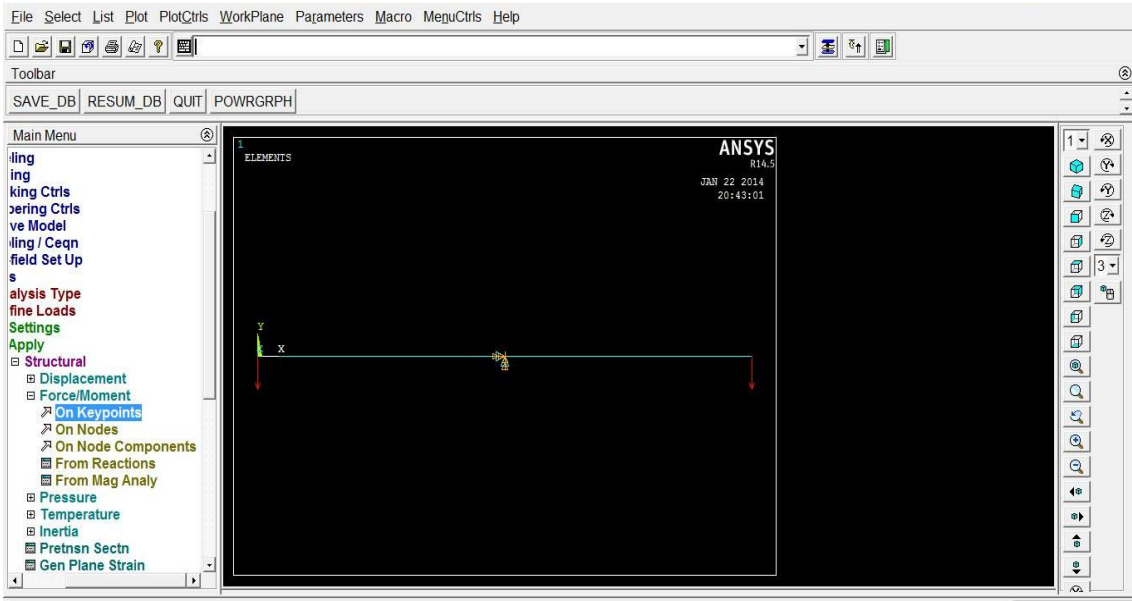 File Select List Plot PlotCtrls WorkPlane Parameters Macro MenuCtrls Help
Toolbar
SAVE_DB RESUM_DB QUIT POWRGRPH
Main Menu
ling
ing
king Ctrls
pering Ctrls
ve Model
ling / Ceqn
field Set Up
s
alysis Type
fine Loads
Settings
Apply
Structural
Displacement
Force/Moment
On Keypoints
On Nodes
On Node Components
From Reactions
From Mag Analy
Pressure
Temperature
Inertia
Pretnsn Sectn
Gen Plane Strain
1
ELEMENTS
ANSYS
R14.5
JAN 22 2014
20:43:01
Y
X
1
3